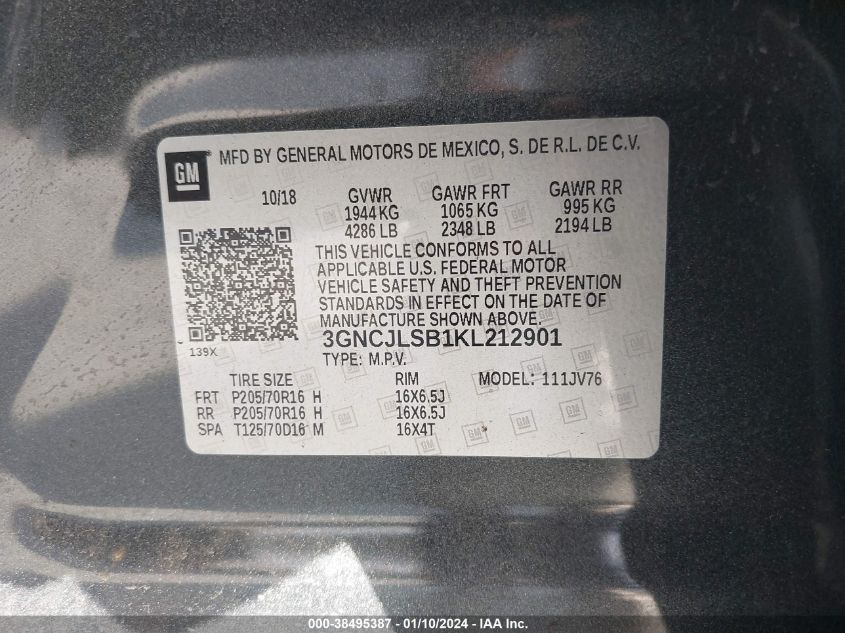 GM
MFD BY GENERAL MOTORS DE MEXICO, S. DE R.L. DE C.V.
10/18 GVWR GAWR FRT GAWR RR
1944 KG 1065 KG 995 KG
4286 LB 2348 LB 2194 LB
THIS VEHICLE CONFORMS TO ALL
APPLICABLE U.S. FEDERAL MOTOR
VEHICLE SAFETY AND THEFT PREVENTION
STANDARDS IN EFFECT ON THE DATE OF
MANUFACTURE SHOWN ABOVE.
139X
3GNCJLSB1KL212901
TYPE: M.P.V.
TIRE SIZE RIM MODEL: 111JV76
FRT P205/70R16 H 16X6.5J
RR P205/70R16 H 16X6.5J
SPA T125/70D16 M 16X4T
000-38495387 - 01/10/2024 - IAAI.COM